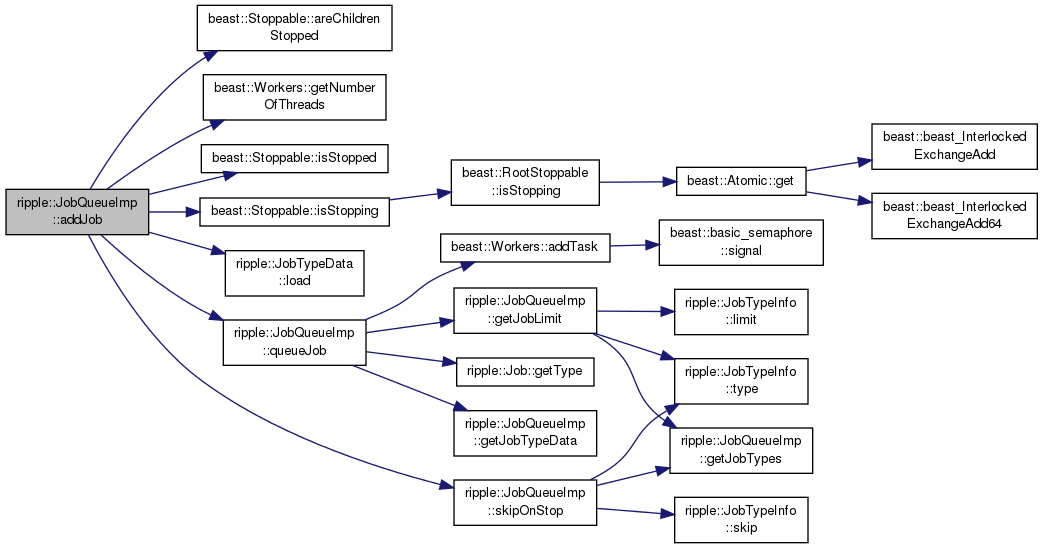 beast::Stoppable::areChildren
Stopped
beast::Workers::getNumber
OfThreads
beast::Stoppable::isStopped
ripple::JobQueueImp
::addJob
beast::Stoppable::isStopping
beast::RootStoppable
::isStopping
beast::Atomic::get
beast::beast_Interlocked
ExchangeAdd
beast::beast_Interlocked
ExchangeAdd64
ripple::JobTypeData
::load
ripple::JobQueueImp
::queueJob
beast::Workers::addTask
beast::basic_semaphore
::signal
ripple::JobQueueImp
::getJobLimit
ripple::JobTypeInfo
::limit
ripple::Job::getType
ripple::JobTypeInfo
::type
ripple::JobQueueImp
::getJobTypeData
ripple::JobQueueImp
::getJobTypes
ripple::JobQueueImp
::skipOnStop
ripple::JobTypeInfo
::skip